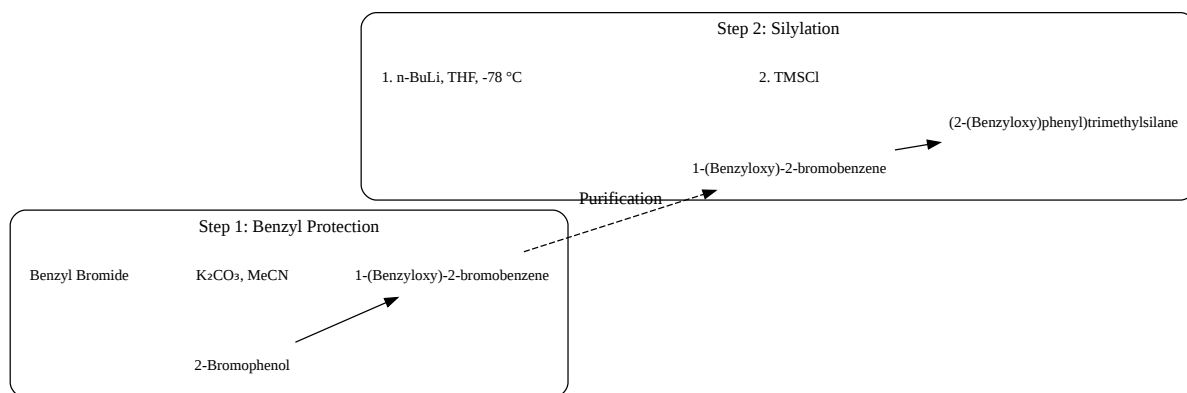 Step 2: Silylation
1. n-BuLi, THF, -78 °C
2. TMSCl
(2-(Benzyloxy)phenyl)trimethylsilane
1-(Benzyloxy)-2-bromobenzene
Purification
Step 1: Benzyl Protection
Benzyl Bromide
K₂CO₃, MeCN
1-(Benzyloxy)-2-bromobenzene
2-Bromophenol